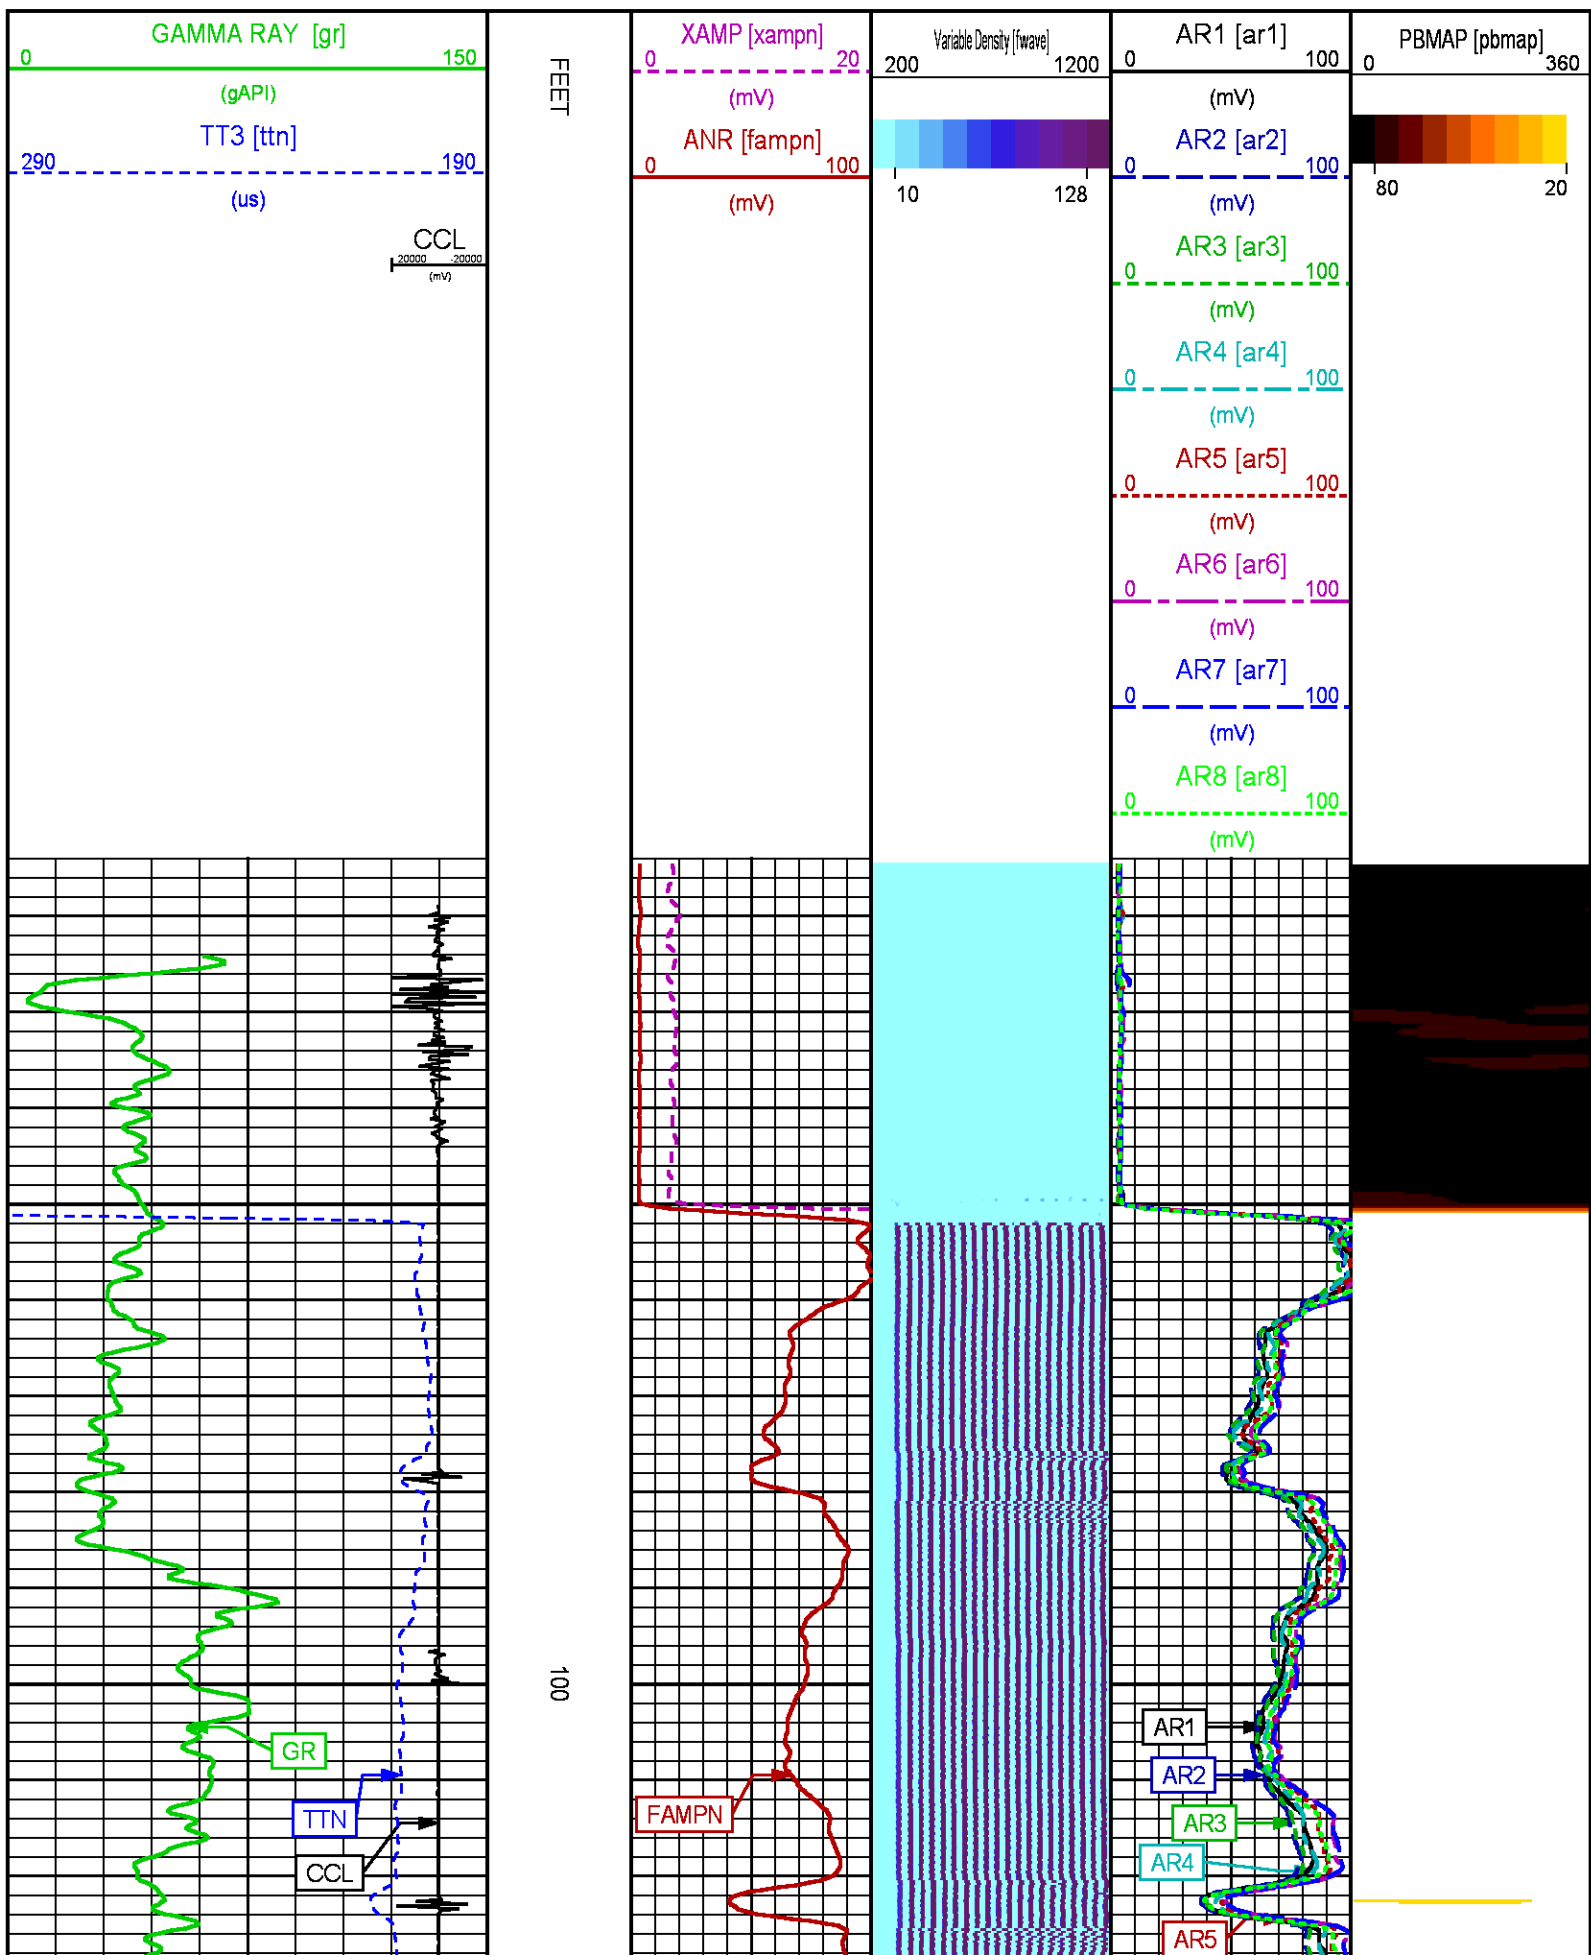 GAMMA RAY [gr]
0 150
(gAPI)
TT3 [ttn]
290 190
(us)
CCL
20000 -20000
(mV)
FEET
XAMP [xampn]
0 20
(mV)
ANR [fampn]
0 100
(mV)
Variable Density [fwave]
200 1200
10 128
AR1 [ar1]
0 100
(mV)
AR2 [ar2]
0 100
(mV)
AR3 [ar3]
0 100
(mV)
AR4 [ar4]
0 100
(mV)
AR5 [ar5]
0 100
(mV)
AR6 [ar6]
0 100
(mV)
AR7 [ar7]
0 100
(mV)
AR8 [ar8]
0 100
(mV)
PBMAP [pbmap]
0 360
80 20
100
GR
TTN
CCL
FAMPN
AR1
AR2
AR3
AR4
AR5